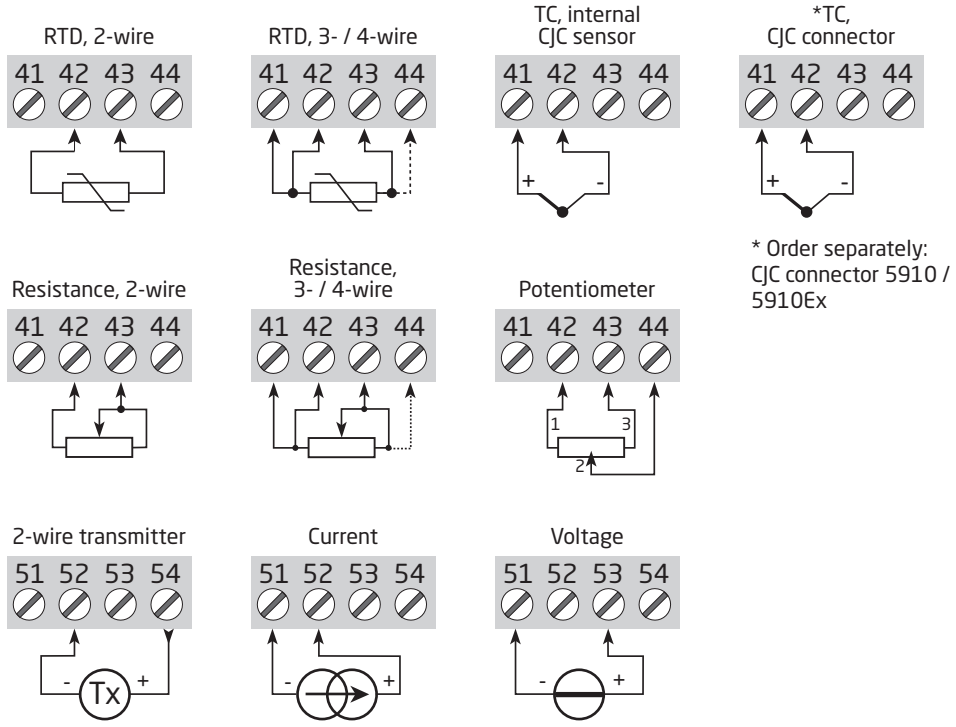 RTD, 2-wire
41 42 43 44
RTD, 3- / 4-wire
41 42 43 44
TC, internal
CJC sensor
41 42 43 44
+ -
*TC,
CJC connector
41 42 43 44
+ -
* Order separately:
CJC connector 5910 /
5910Ex
Resistance, 2-wire
41 42 43 44
Resistance,
3- / 4-wire
41 42 43 44
Potentiometer
41 42 43 44
1 3
2
2-wire transmitter
51 52 53 54
- Tx +
Current
51 52 53 54
- +
Voltage
51 52 53 54
- +